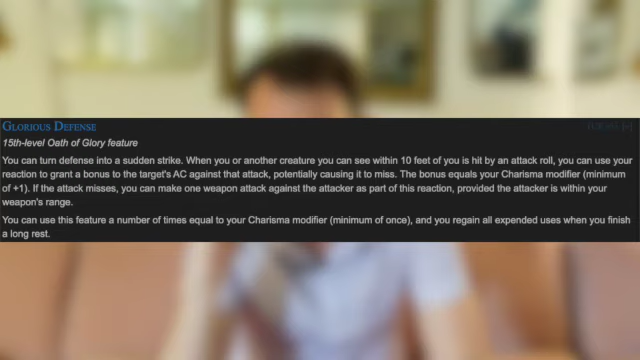 Glorious Defense
15th-level Oath of Glory feature
You can turn defense into a sudden strike. When you or another creature you can see within 10 feet of you is hit by an attack roll, you can use your
reaction to grant a bonus to the target's AC against that attack, potentially causing it to miss. The bonus equals your Charisma modifier (minimum
of +1). If the attack misses, you can make one weapon attack against the attacker as part of this reaction, provided the attacker is within your
weapon's range.
You can use this feature a number of times equal to your Charisma modifier (minimum of once), and you regain all expended uses when you finish
a long rest.